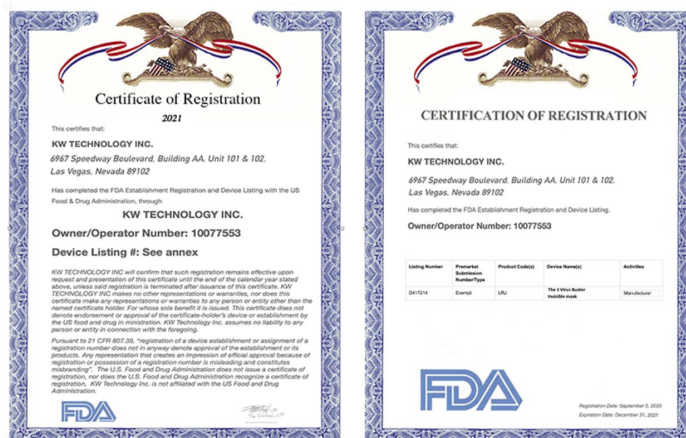 Certificate of Registration
2021
This certifies that:
KW TECHNOLOGY INC.
6967 Speedway Boulevard, Building AA, Unit 101 & 102,
Las Vegas, Nevada 89102
Has completed the FDA Establishment Registration and Device Listing with the US
Food & Drug Administration, through
KW TECHNOLOGY INC.
Owner/Operator Number: 10077553
Device Listing #: See annex
KW TECHNOLOGY INC will confirm that such registration remains effective upon
request and presentation of this certificate until the end of the calendar year stated
above, unless said registration is terminated after issuance of this certificate. KW
TECHNOLOGY INC makes no other representations or warranties, nor does this
certificate make any representations or warranties to any person or entity other than the
named certificate holder. For whose sole benefit it is issued. This certificate does not
denote endorsement or approval of the certificate-holder's device or establishment by
the US food and drug in ministration. KW Technology Inc. assumes no liability to any
person or entity in connection with the foregoing.
Pursuant to 21 CFR 807.39, "registration of a device establishment or assignment of a
registration number does not in anyway denote approval of the establishment or its
products. Any representation that creates an impression of official approval because of
registration or possession of a registration number is misleading and constitutes
misbranding". The U.S. Food and Drug Administration does not issue a certificate of
registration, nor does the U.S. Food and Drug Administration recognize a certificate of
registration, KW Technology Inc. is not affiliated with the US Food and Drug
Administration.
FDA
CERTIFICATION OF REGISTRATION
This certifies that:
KW TECHNOLOGY INC.
6967 Speedway Boulevard, Building AA, Unit 101 & 102,
Las Vegas, Nevada 89102
Has completed the FDA Establishment Registration and Device Listing.
Owner/Operator Number: 10077553
Listing Number Premarket Submission Number/Type Product Code(s) Device Name(s) Activities
D417214 Exempt LRJ The 1 Virus Buster Invisible mask Manufacturer
FDA
Registration Date: September 3, 2020
Expiration Date: December 31, 2021